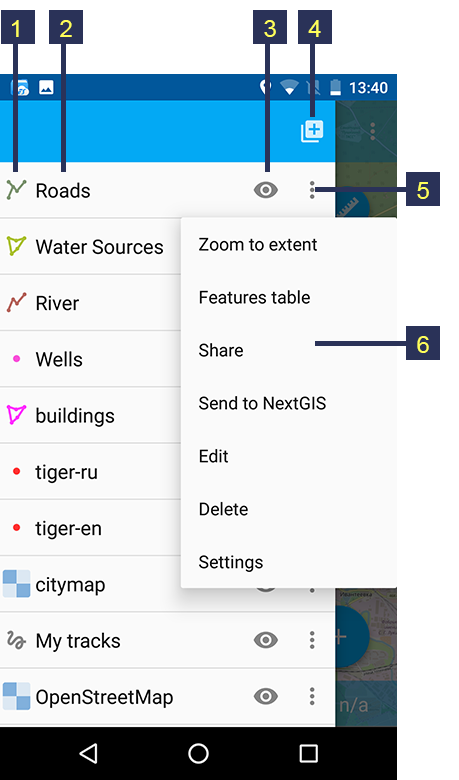 1 2 3 4
13:40
Roads
5
Water Sources
Zoom to extent
River
Features table
Wells
Share
6
buildings
Send to NextGIS
tiger-ru
Edit
tiger-en
Delete
citymap
Settings
My tracks
OpenStreetMap
n/a